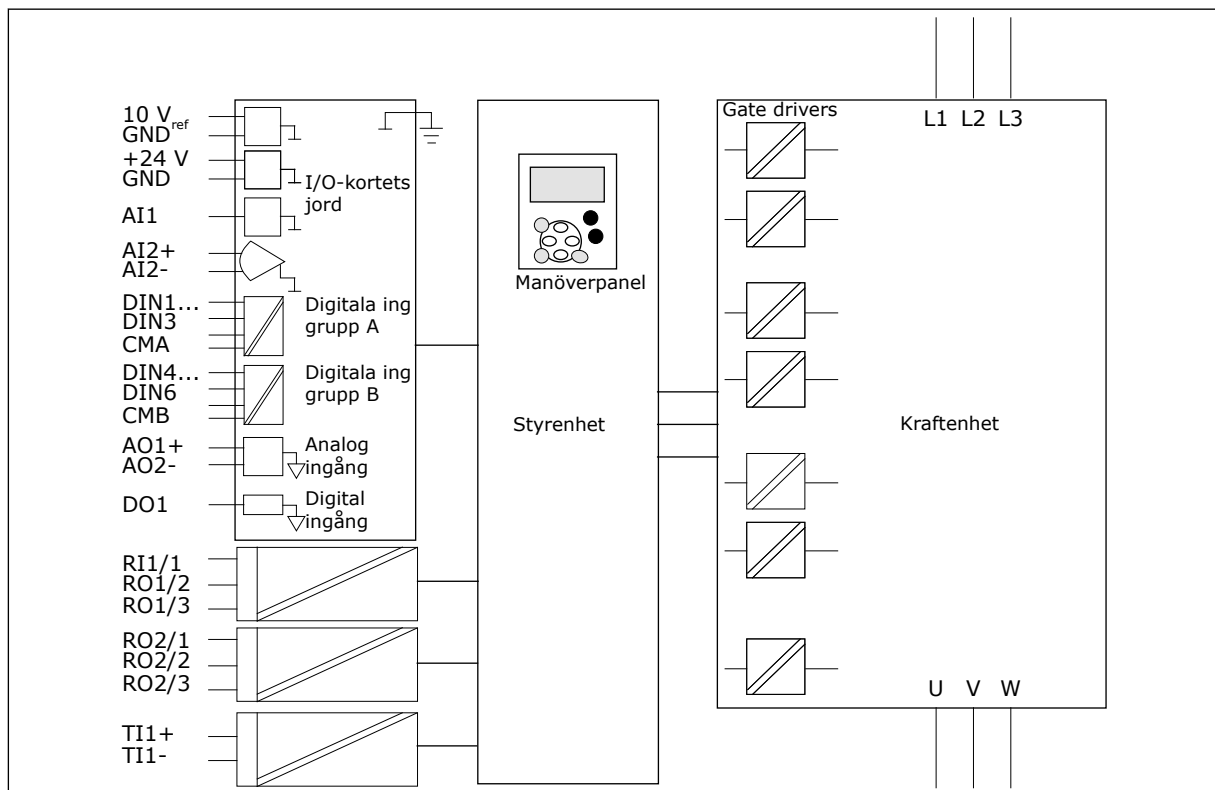 10 Vref
GND
+24 V
GND
I/O-kortets
jord
AI1
AI2+
AI2-
DIN1...
DIN3
CMA
Digitala ing
grupp A
DIN4...
DIN6
CMB
Digitala ing
grupp B
AO1+
AO2-
Analog
ingång
DO1
Digital
ingång
RI1/1
RO1/2
RO1/3
RO2/1
RO2/2
RO2/3
TI1+
TI1-
Manöverpanel
Styrenhet
Gate drivers
L1 L2 L3
Kraftenhet
U V W